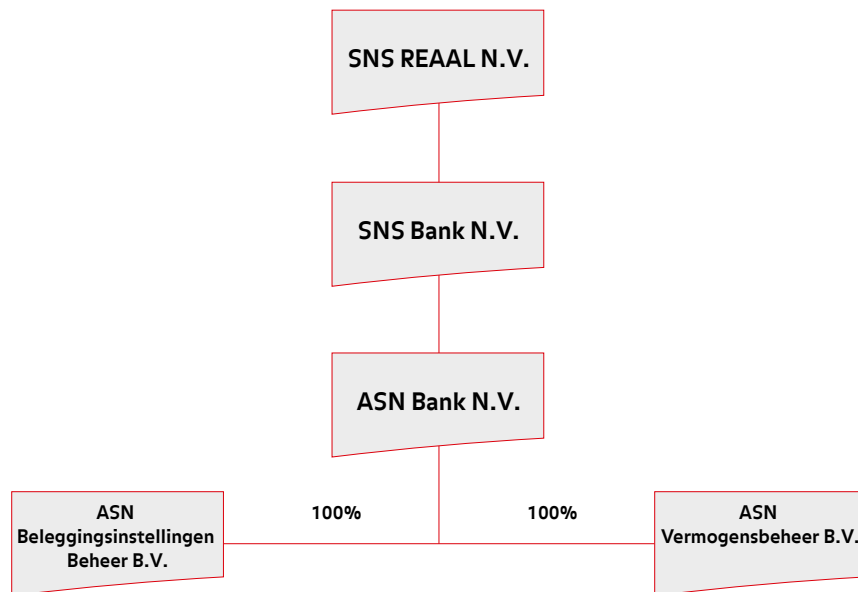 SNS REAAL N.V.
SNS Bank N.V.
ASN Bank N.V.
ASN
Beleggingsinstellingen
Beheer B.V.
100%
100%
ASN
Vermogensbeheer B.V.